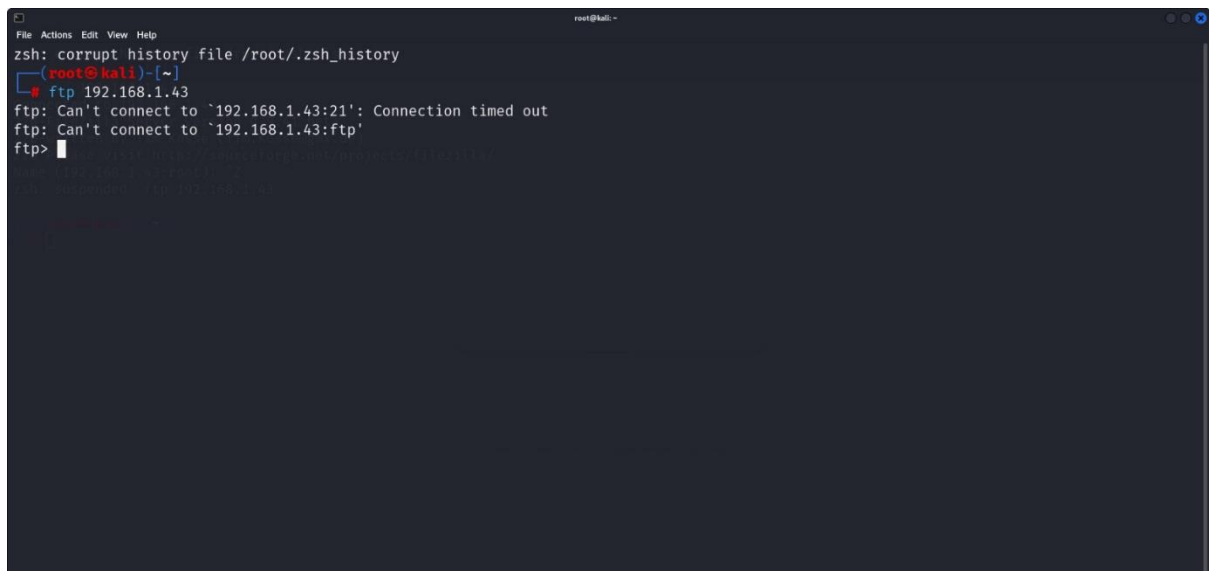 root@kali: ~
File Actions Edit View Help
zsh: corrupt history file /root/.zsh_history
(root㉿kali)-[~]
# ftp 192.168.1.43
ftp: Can't connect to `192.168.1.43:21': Connection timed out
ftp: Can't connect to `192.168.1.43:ftp'
ftp>